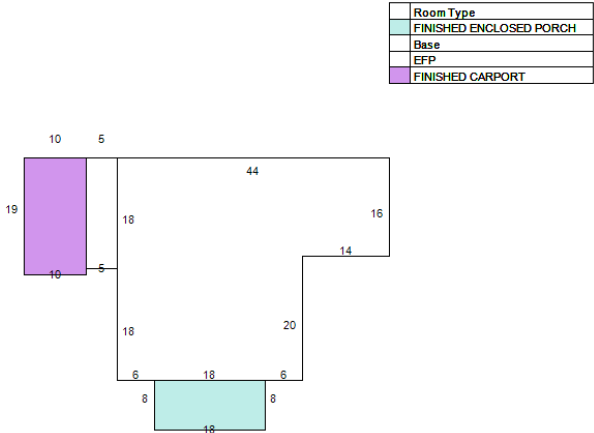 Room Type
FINISHED ENCLOSED PORCH
Base
EFP
FINISHED CARPORT
10 5
44
19 18 16
14
10 5
18 20
6 18 6
8 8
18